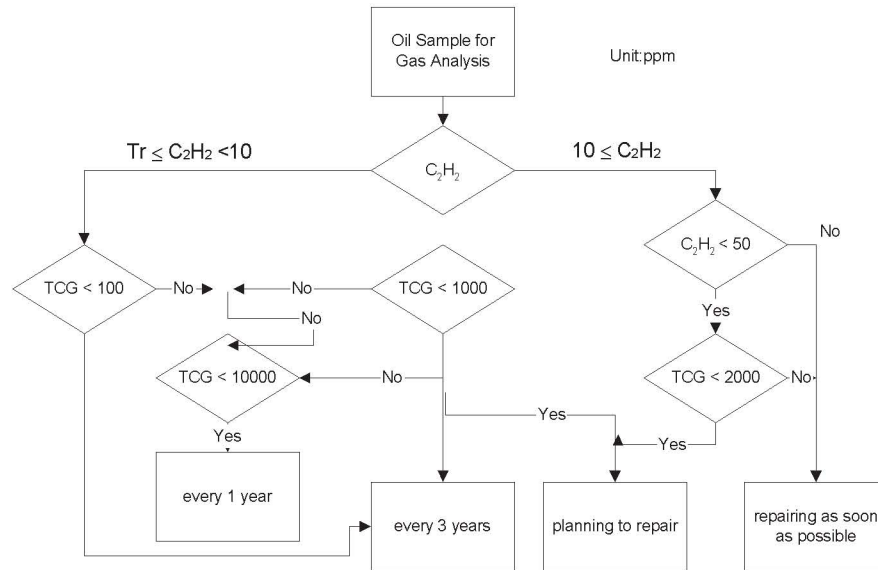 Oil Sample for
Gas Analysis
Unit:ppm
Tr ≤ C₂H₂ <10
10 ≤ C₂H₂
C₂H₂
No
C₂H₂ < 50
TCG < 100
No
No
TCG < 1000
Yes
No
TCG < 10000
No
TCG < 2000
No
Yes
Yes
Yes
every 1 year
every 3 years
planning to repair
repairing as soon
as possible